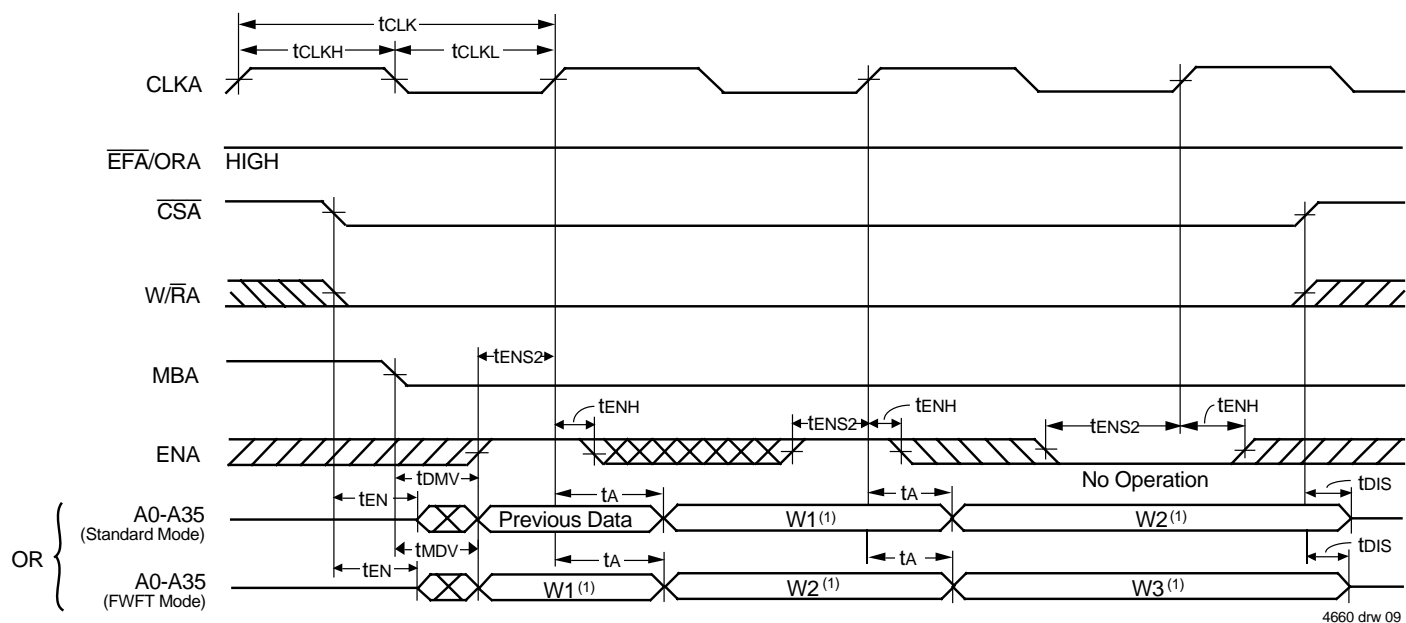 tCLK
tCLKH
tCLKL
CLKA
EFA/ORA HIGH
CSA
W/RA
tENS2
MBA
tENH
tENS2
tENH
tENS2
tENH
ENA
tDMV
No Operation
tEN
tA
tA
tDIS
A0-A35
(Standard Mode)
Previous Data
W1(1)
W2(1)
OR
tMDV
tEN
tA
tA
tDIS
A0-A35
(FWFT Mode)
W1(1)
W2(1)
W3(1)
4660 drw 09